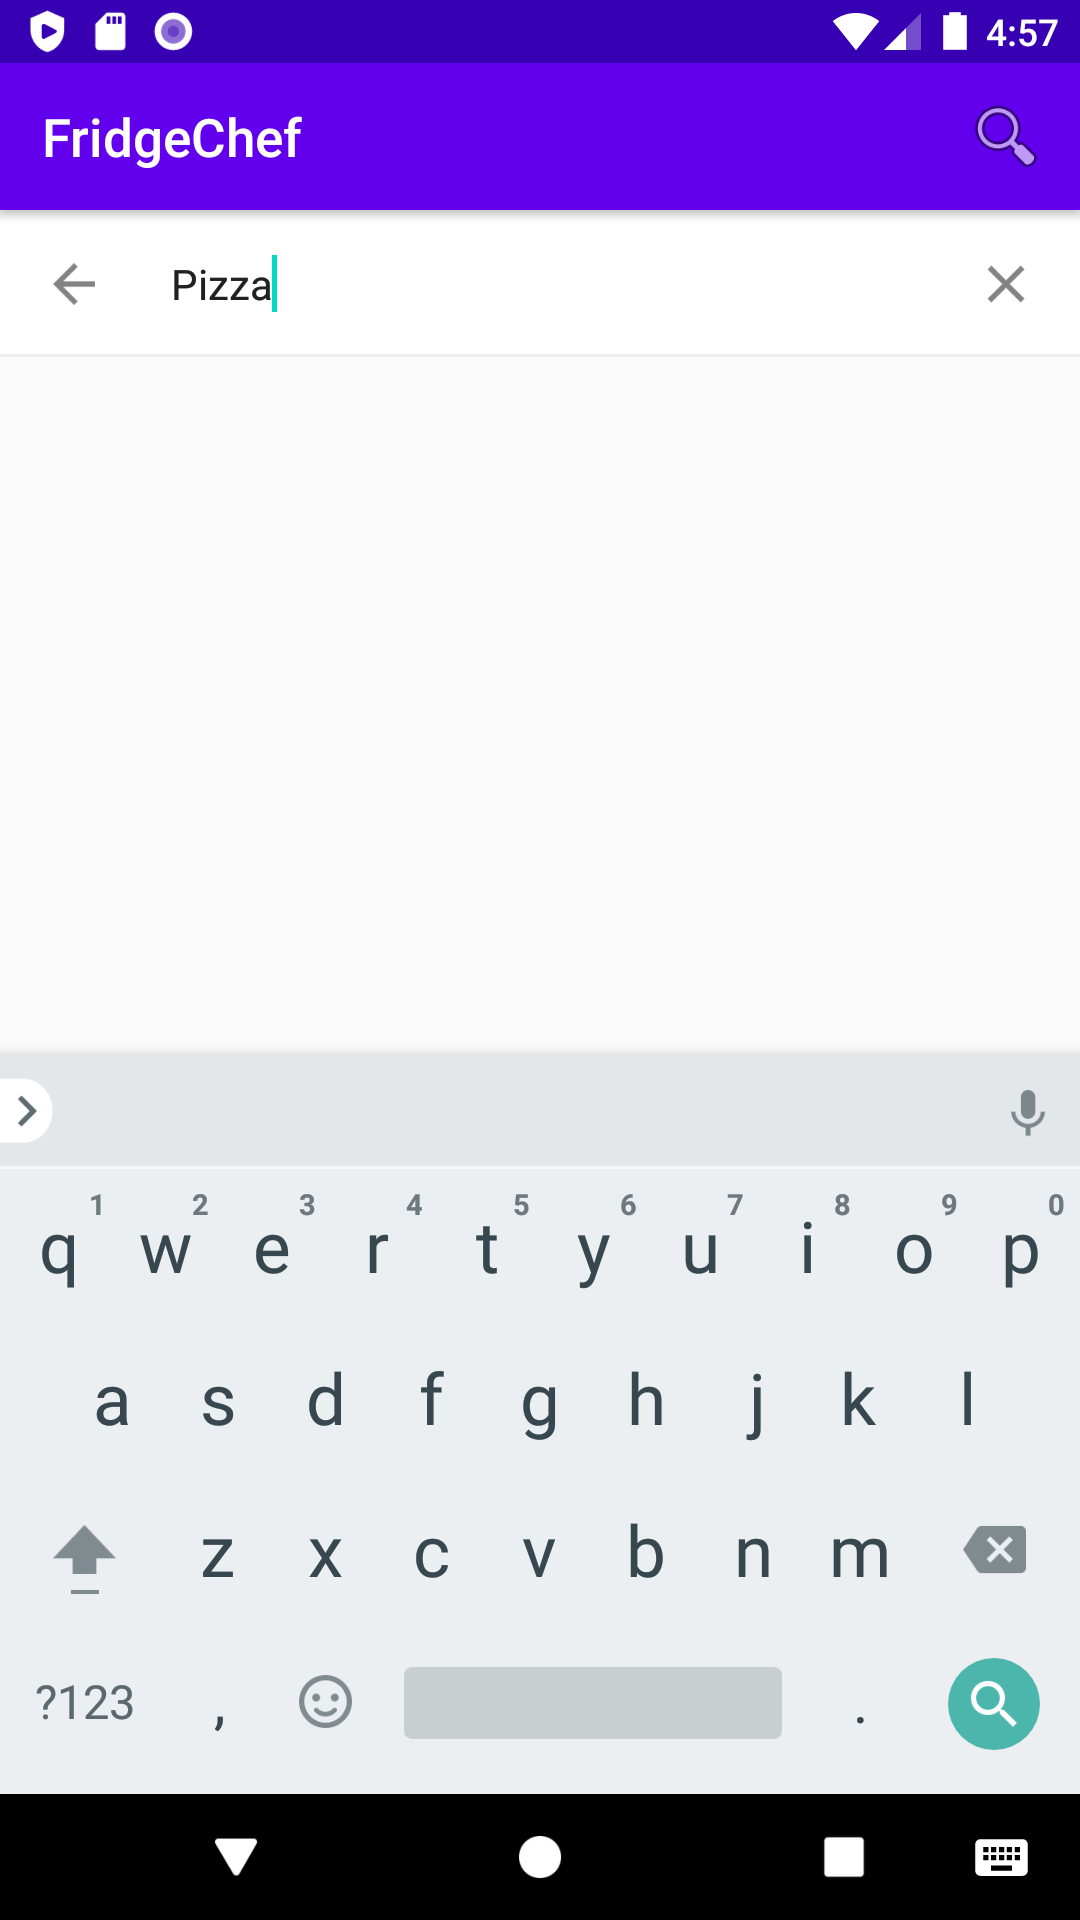 4:57
FridgeChef
Pizza
1 2 3 4 5 6 7 8 9 0
q w e r t y u i o p
a s d f g h j k l
z x c v b n m
?123 , .